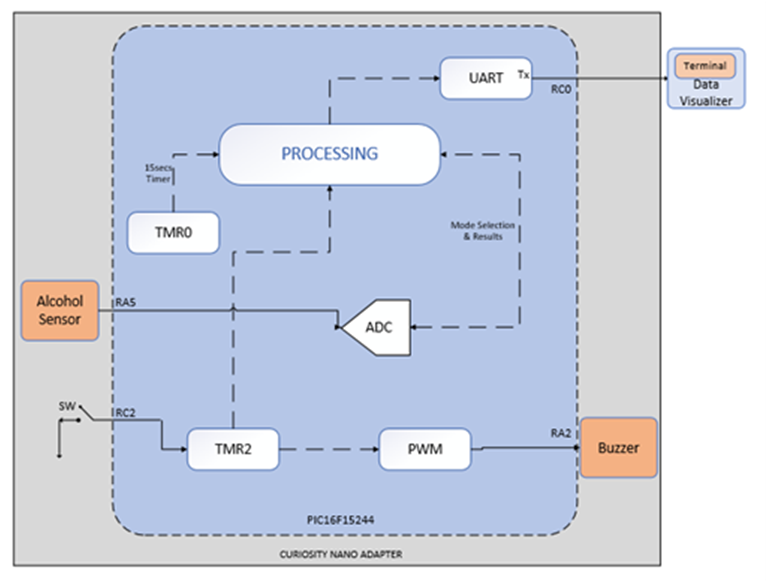 UART
Tx
RC0
Terminal
Data
Visualizer
PROCESSING
15secs
Timer
TMR0
Mode Selection
& Results
Alcohol
Sensor
RA5
ADC
SW
RC2
TMR2
PWM
RA2
Buzzer
PIC16F15244
CURIOSITY NANO ADAPTER